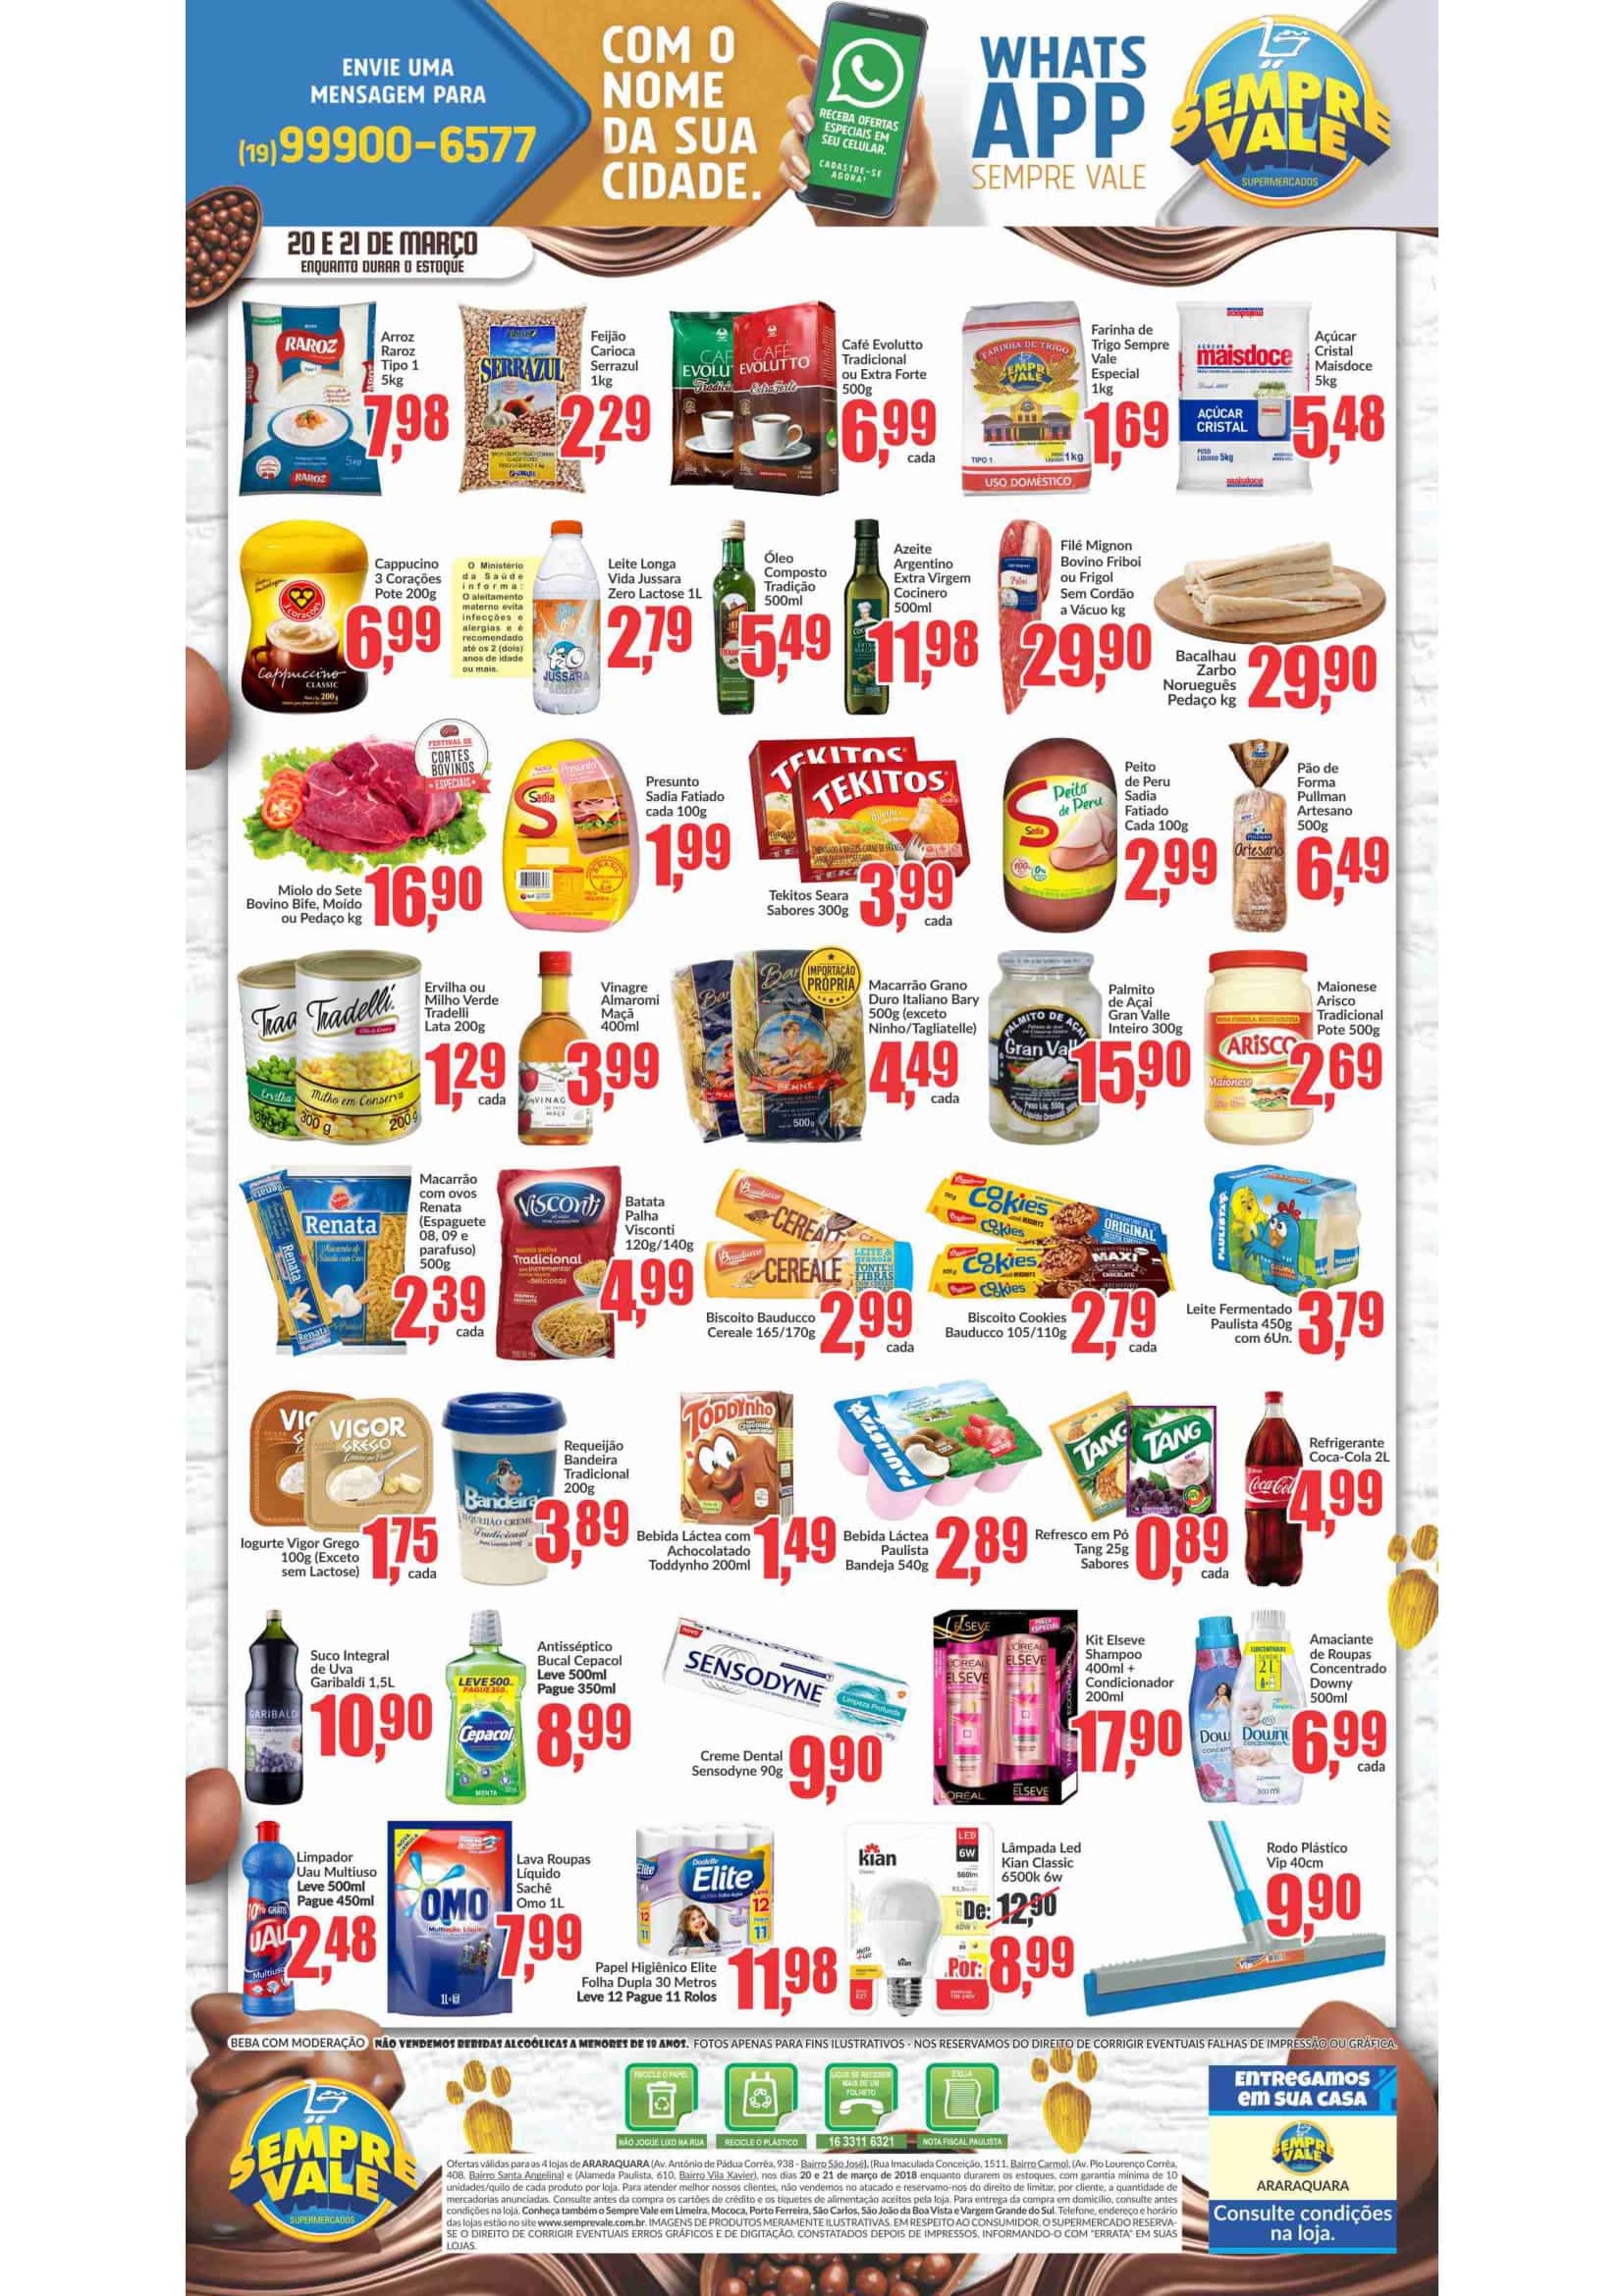 ENVIE UMA
MENSAGEM PARA
(19)99900-6577
COM O
NOME
DA SUA
CIDADE.
RECEBA OFERTAS
ESPECIAIS EM
SEU CELULAR.
CADASTRE-SE
AGORA!
WHATS
APP
SEMPRE VALE
SEMPRE
VALE
SUPERMERCADOS
20 E 21 DE MARÇO
ENQUANTO DURAR O ESTOQUE
Arroz
Raroz
Tipo 1
5kg
7,98
Feijão
Carioca
Serrazul
1kg
2,29
Café Evolutto
Tradicional
ou Extra Forte
500g
6,99
cada
Farinha de
Trigo Sempre
Vale
Especial
1kg
1,69
Açúcar
Cristal
Maisdoce
5kg
5,48
Cappucino
3 Corações
Pote 200g
6,99
O Ministério
da Saúde
informa:
O aleitamento
materno evita
infecções e
alergias e é
recomendado
até os 2 (dois)
anos de idade
ou mais.
Leite Longa
Vida Jussara
Zero Lactose 1L
2,79
Óleo
Composto
Tradição
500ml
5,49
Azeite
Argentino
Extra Virgem
Cocinero
500ml
11,98
Filé Mignon
Bovino Friboi
ou Frigol
Sem Cordão
a Vácuo kg
29,90
Bacalhau
Zarbo
Norueguês
Pedaço kg
29,90
FESTIVAL DE
CORTES
BOVINOS
ESPECIAIS
Miolo do Sete
Bovino Bife, Moído
ou Pedaço kg
16,90
Presunto
Sadia Fatiado
cada 100g
1,99
TEKITOS
TEKITOS
Tekitos Seara
Sabores 300g
3,99
cada
Peito
de Peru
Sadia
Fatiado
Cada 100g
2,99
Pão de
Forma
Pullman
Artesano
500g
6,49
Ervilha ou
Milho Verde
Tradelli
Lata 200g
1,29
cada
Vinagre
Almaromi
Maçã
400ml
3,99
IMPORTAÇÃO
PRÓPRIA
Macarrão Grano
Duro Italiano Bary
500g (exceto
Ninho/Tagliatelle)
4,49
cada
Palmito
de Açai
Gran Valle
Inteiro 300g
15,90
Maionese
Arisco
Tradicional
Pote 500g
2,69
Macarrão
com ovos
Renata
(Espaguete
08, 09 e
parafuso)
500g
2,39
cada
Batata
Palha
Visconti
120g/140g
4,99
Biscoito Bauducco
Cereale 165/170g
2,99
cada
Biscoito Cookies
Bauducco 105/110g
2,79
cada
Leite Fermentado
Paulista 450g
com 6Un.
3,79
Iogurte Vigor Grego
100g (Exceto
sem Lactose)
1,75
cada
Requeijão
Bandeira
Tradicional
200g
3,89
Bebida Láctea com
Achocolatado
Toddynho 200ml
1,49
Bebida Láctea
Paulista
Bandeja 540g
2,89
Refresco em Pó
Tang 25g
Sabores
0,89
cada
Refrigerante
Coca-Cola 2L
4,99
Suco Integral
de Uva
Garibaldi 1,5L
10,90
Antisséptico
Bucal Cepacol
Leve 500ml
Pague 350ml
8,99
SENSODYNE
Creme Dental
Sensodyne 90g
9,90
Kit Elseve
Shampoo
400ml +
Condicionador
200ml
17,90
Amaciante
de Roupas
Concentrado
Downy
500ml
6,99
cada
Limpador
Uau Multiuso
Leve 500ml
Pague 450ml
2,48
Lava Roupas
Líquido
Sachê
Omo 1L
7,99
Papel Higiênico Elite
Folha Dupla 30 Metros
Leve 12 Pague 11 Rolos
11,98
Lâmpada Led
Kian Classic
6500k 6w
De: 12,90
Por: 8,99
Rodo Plástico
Vip 40cm
9,90
BEBA COM MODERAÇÃO NÃO VENDEMOS BEBIDAS ALCOÓLICAS A MENORES DE 18 ANOS. FOTOS APENAS PARA FINS ILUSTRATIVOS - NOS RESERVAMOS DO DIREITO DE CORRIGIR EVENTUAIS FALHAS DE IMPRESSÃO OU GRÁFICA.
SEMPRE
VALE
SUPERMERCADOS
RECICLE O PAPEL
NÃO JOGUE LIXO NA RUA
RECICLE O PLÁSTICO
LIGUE SE RECEBER
MAIS DE UM
FOLHETO
16 3311 6321
EXIJA
NOTA FISCAL PAULISTA
Ofertas válidas para as 4 lojas de ARARAQUARA (Av. Antônio de Pádua Corrêa, 938 - Bairro São José), (Rua Imaculada Conceição, 1511, Bairro Carmo), (Av. Pio Lourenço Corrêa,
408, Bairro Santa Angelina) e (Alameda Paulista, 610, Bairro Vila Xavier), nos dias 20 e 21 de março de 2018 enquanto durarem os estoques, com garantia mínima de 10
unidades/quilo de cada produto por loja. Para atender melhor nossos clientes, não vendemos no atacado e reservamo-nos do direito de limitar, por cliente, a quantidade de
mercadorias anunciadas. Consulte antes da compra os cartões de crédito e os tíquetes de alimentação aceitos pela loja. Para entrega da compra em domicílio, consulte antes
condições na loja. Conheça também o Sempre Vale em Limeira, Mococa, Porto Ferreira, São Carlos, São João da Boa Vista e Vargem Grande do Sul. Telefone, endereço e horário
das lojas estão no site www.semprevale.com.br. IMAGENS DE PRODUTOS MERAMENTE ILUSTRATIVAS. EM RESPEITO AO CONSUMIDOR, O SUPERMERCADO RESERVA-
SE O DIREITO DE CORRIGIR EVENTUAIS ERROS GRÁFICOS E DE DIGITAÇÃO, CONSTATADOS DEPOIS DE IMPRESSOS, INFORMANDO-O COM "ERRATA" EM SUAS
LOJAS.
ENTREGAMOS
EM SUA CASA
SEMPRE
VALE
ARARAQUARA
Consulte condições
na loja.